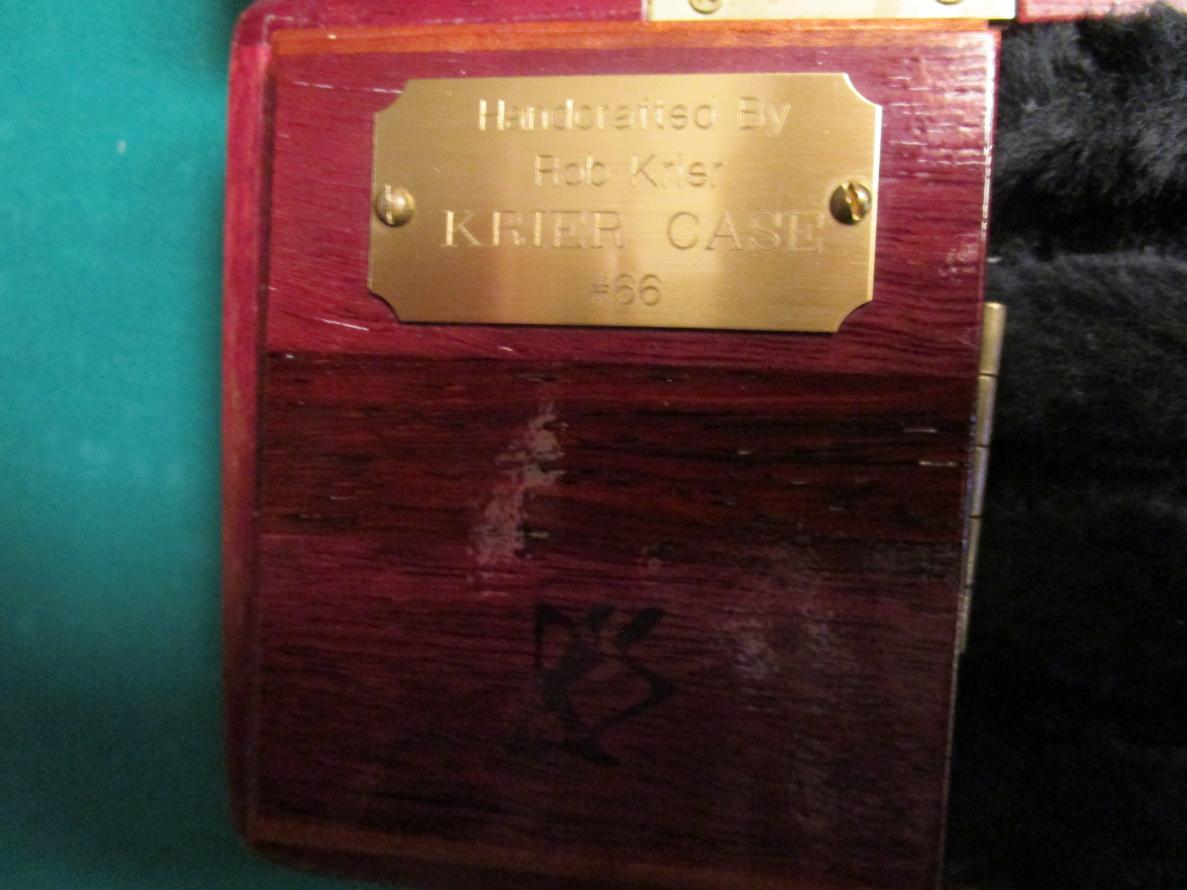 Handcrafted By
Rob Krier
KRIER CASE
#66